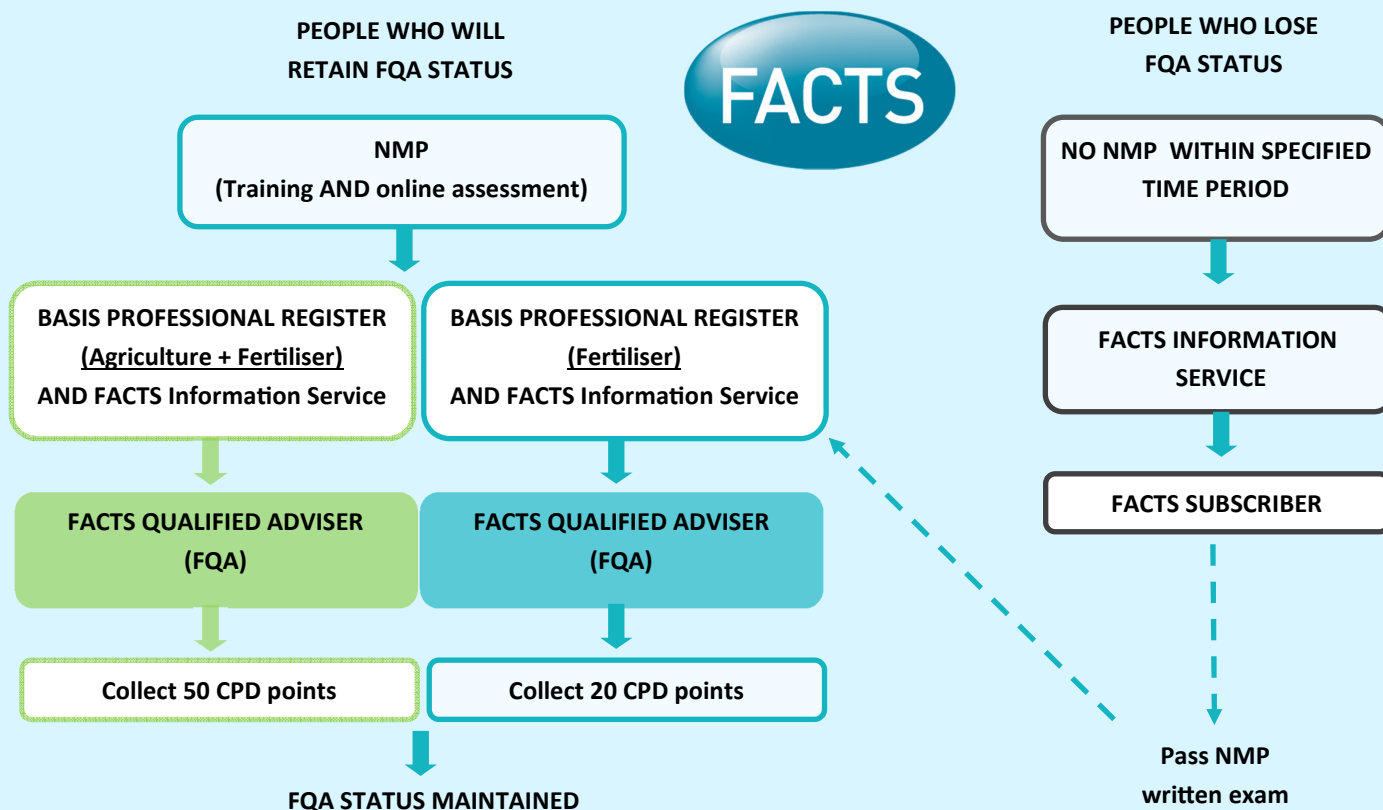 PEOPLE WHO WILL
RETAIN FQA STATUS
FACTS
PEOPLE WHO LOSE
FQA STATUS
NMP
(Training AND online assessment)
NO NMP WITHIN SPECIFIED
TIME PERIOD
BASIS PROFESSIONAL REGISTER
(Agriculture + Fertiliser)
AND FACTS Information Service
BASIS PROFESSIONAL REGISTER
(Fertiliser)
AND FACTS Information Service
FACTS INFORMATION
SERVICE
FACTS QUALIFIED ADVISER
(FQA)
FACTS QUALIFIED ADVISER
(FQA)
FACTS SUBSCRIBER
Collect 50 CPD points
Collect 20 CPD points
FQA STATUS MAINTAINED
Pass NMP
written exam